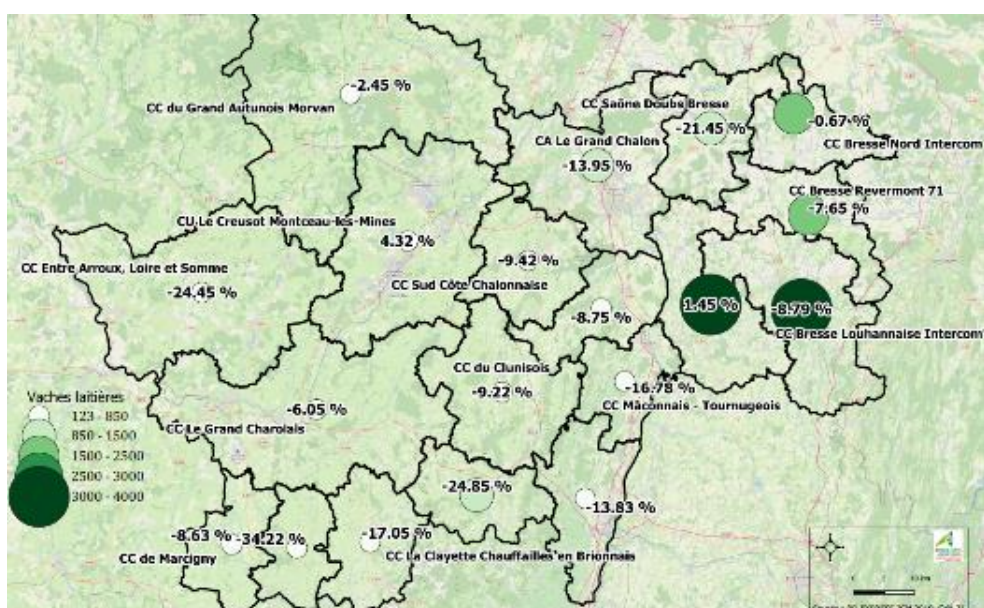 -2.45 %
CC du Grand Autunois Morvan
CC Saône Doubs Bresse
-21.45 %
-0.67 %
CA Le Grand Chalon
CC Bresse Nord Intercom
-13.95 %
CC Bresse Revermont 71
-7.65 %
CU Le Creusot Montceau-les-Mines
4.32 %
-9.42 %
CC Entre Arroux, Loire et Somme
CC Sud Côte Chalonnaise
-24.45 %
1.45 %
-8.79 %
-8.75 %
CC Bresse Louhannaise Intercom'
CC du Clunisois
-9.22 %
-16.78 %
CC Mâconnais - Tournugeois
Vaches laitières
123 - 850
850 - 1500
1500 - 2500
2500 - 3000
3000 - 4000
-6.05 %
CC Le Grand Charolais
-24.85 %
-13.83 %
-8.63 %
-34.22 %
-17.05 %
CC de Marcigny
CC La Clayette Chauffailles en Brionnais